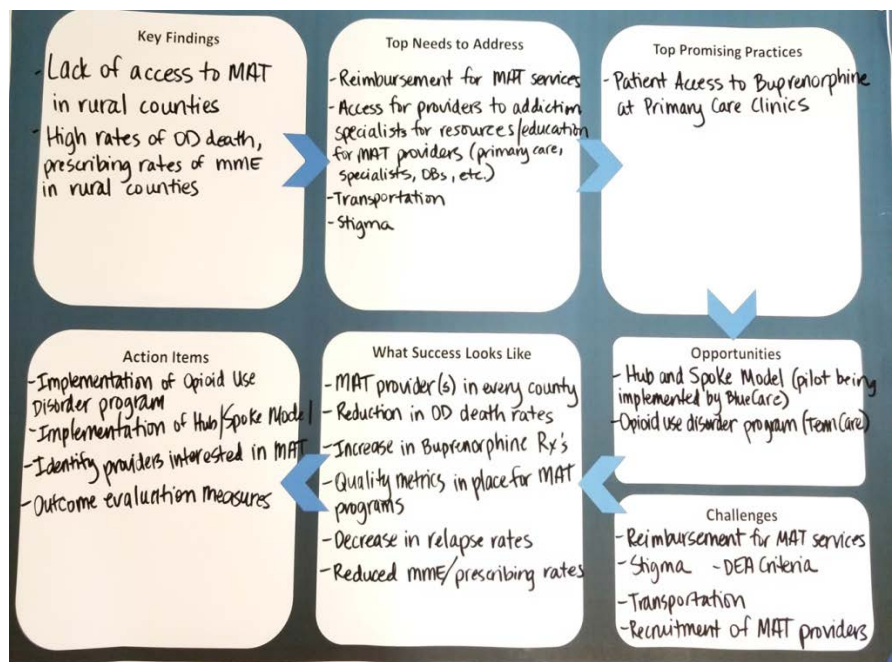 Key Findings
- Lack of access to MAT
in rural counties
- High rates of OD death,
prescribing rates of mmE
in rural counties
Top Needs to Address
- Reimbursement for MAT services
- Access for providers to addiction
specialists for resources/education
for MAT providers (primary care,
specialists, OBs, etc.)
- Transportation
- Stigma
Top Promising Practices
- Patient Access to Buprenorphine
at Primary Care Clinics
Opportunities
- Hub and Spoke Model (pilot being
implemented by BlueCare)
- Opioid use disorder program (TennCare)
Challenges
- Reimbursement for MAT services
- Stigma - DEA Criteria
- Transportation
- Recruitment of MAT providers
What Success Looks Like
- MAT provider(s) in every county
- Reduction in OD death rates
- Increase in Buprenorphine Rx's
- Quality metrics in place for MAT
programs
- Decrease in relapse rates
- Reduced mmE/prescribing rates
Action Items
- Implementation of Opioid Use
Disorder program
- Implementation of Hub/Spoke Model
- Identify providers interested in MAT
- Outcome evaluation measures